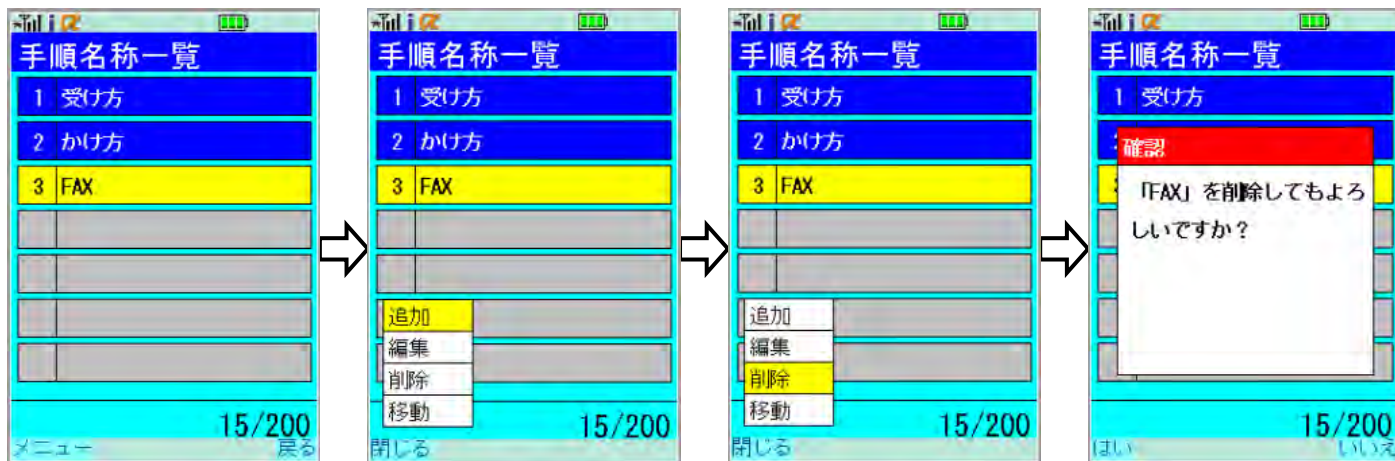 手順名称一覧
1 受け方
2 かけ方
3 FAX
15/200
メニュー 戻る
手順名称一覧
1 受け方
2 かけ方
3 FAX
追加
編集
削除
移動
15/200
閉じる
手順名称一覧
1 受け方
2 かけ方
3 FAX
追加
編集
削除
移動
15/200
閉じる
手順名称一覧
1 受け方
確認
「FAX」を削除してもよろ
しいですか?
15/200
はい いいえ